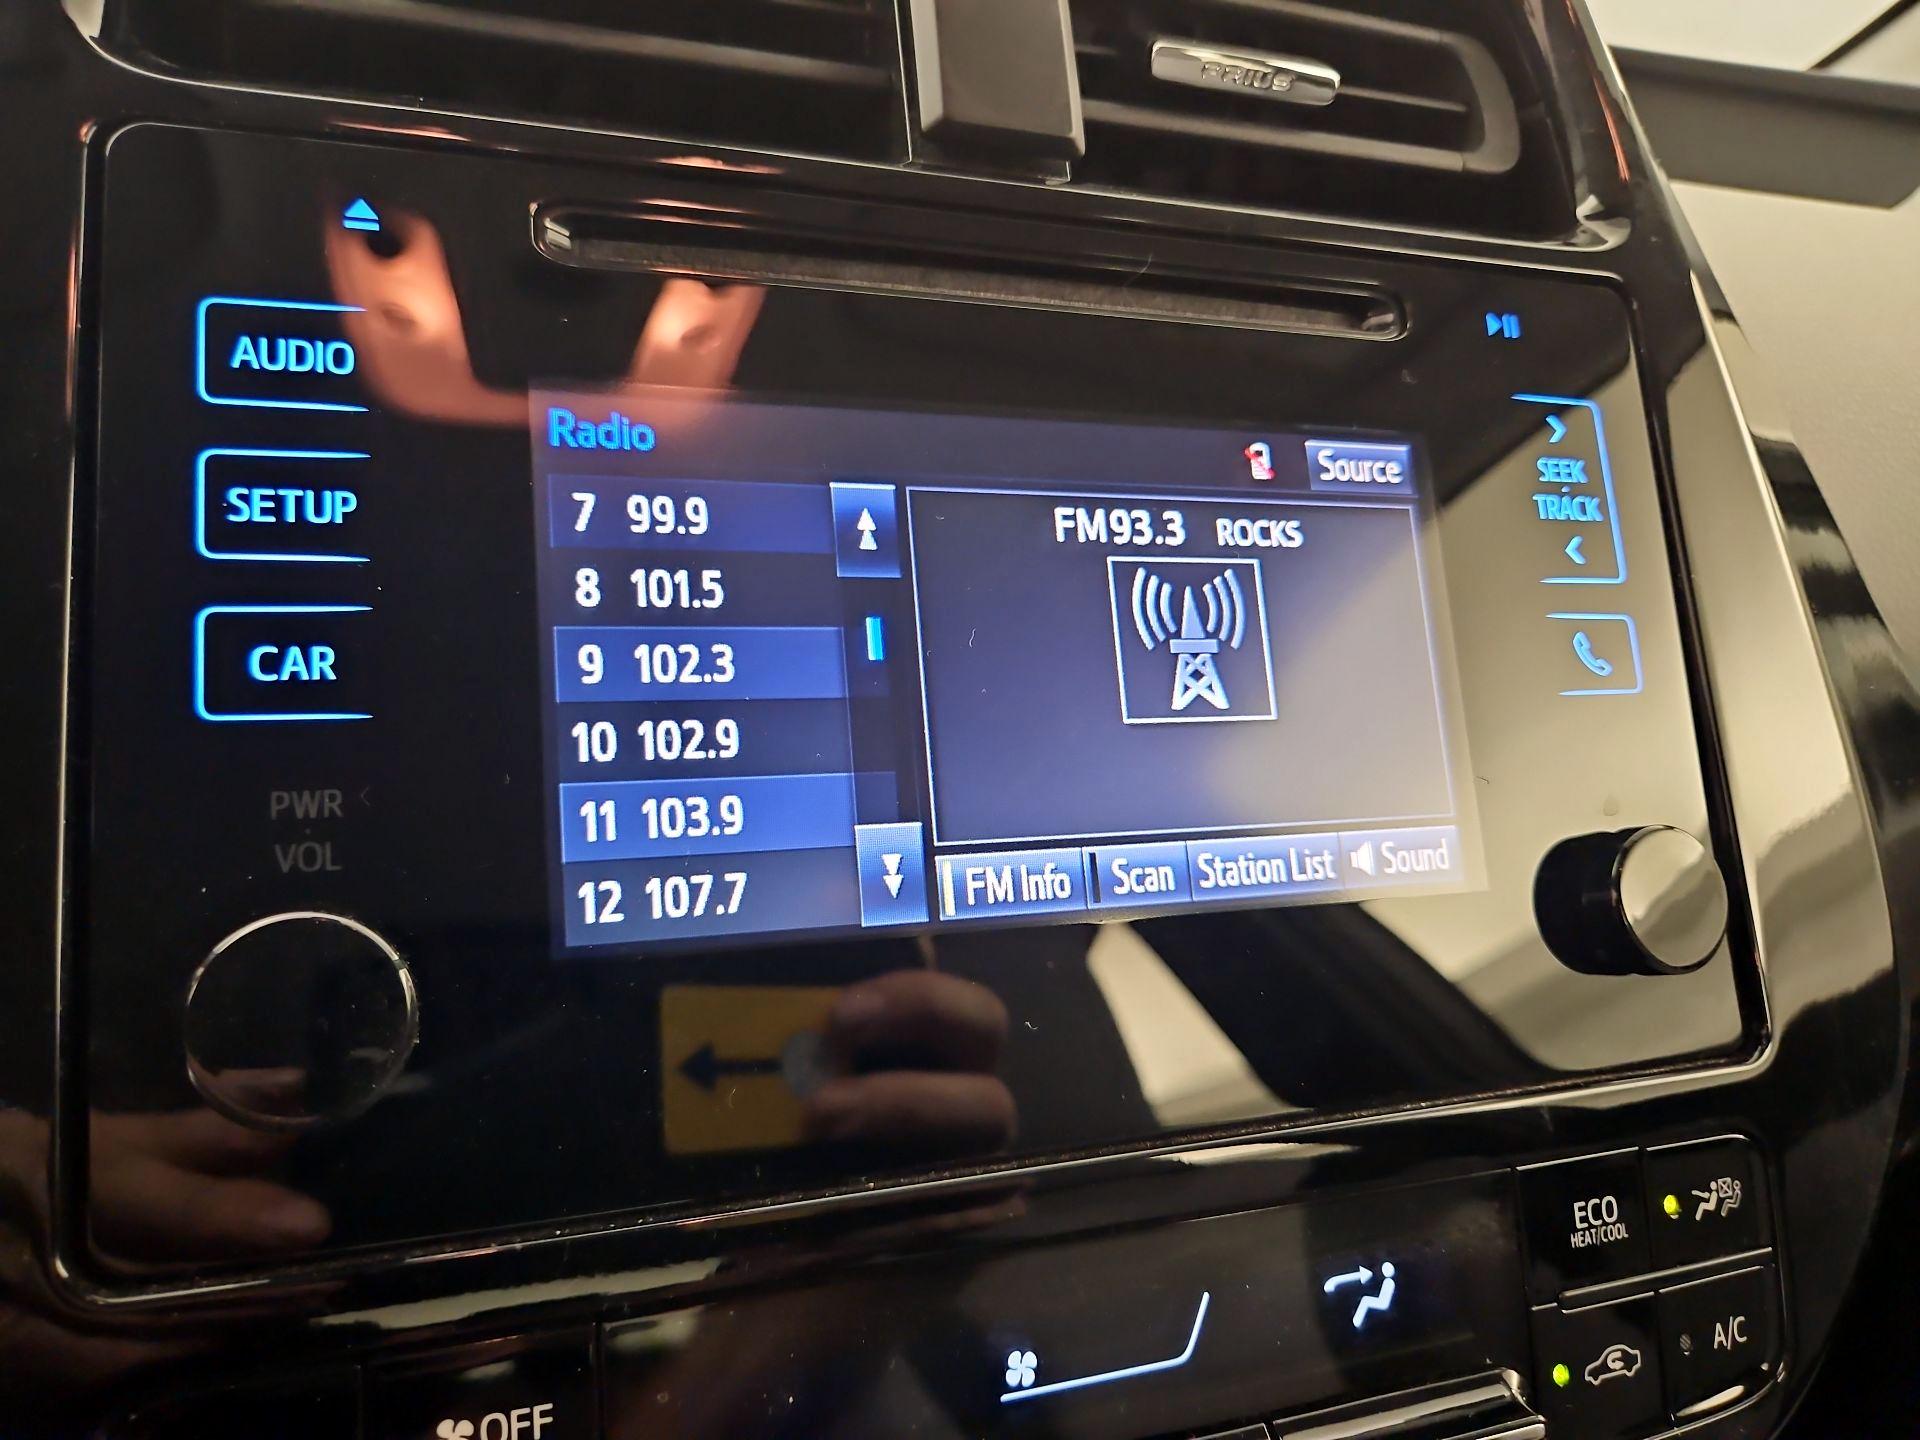 PRIUS
AUDIO
SETUP
CAR
PWR
VOL
Radio
Source
7 99.9
8 101.5
9 102.3
10 102.9
11 103.9
12 107.7
FM93.3 ROCKS
FM Info
Scan
Station List
Sound
SEEK
TRACK
ECO
HEAT/COOL
A/C
OFF